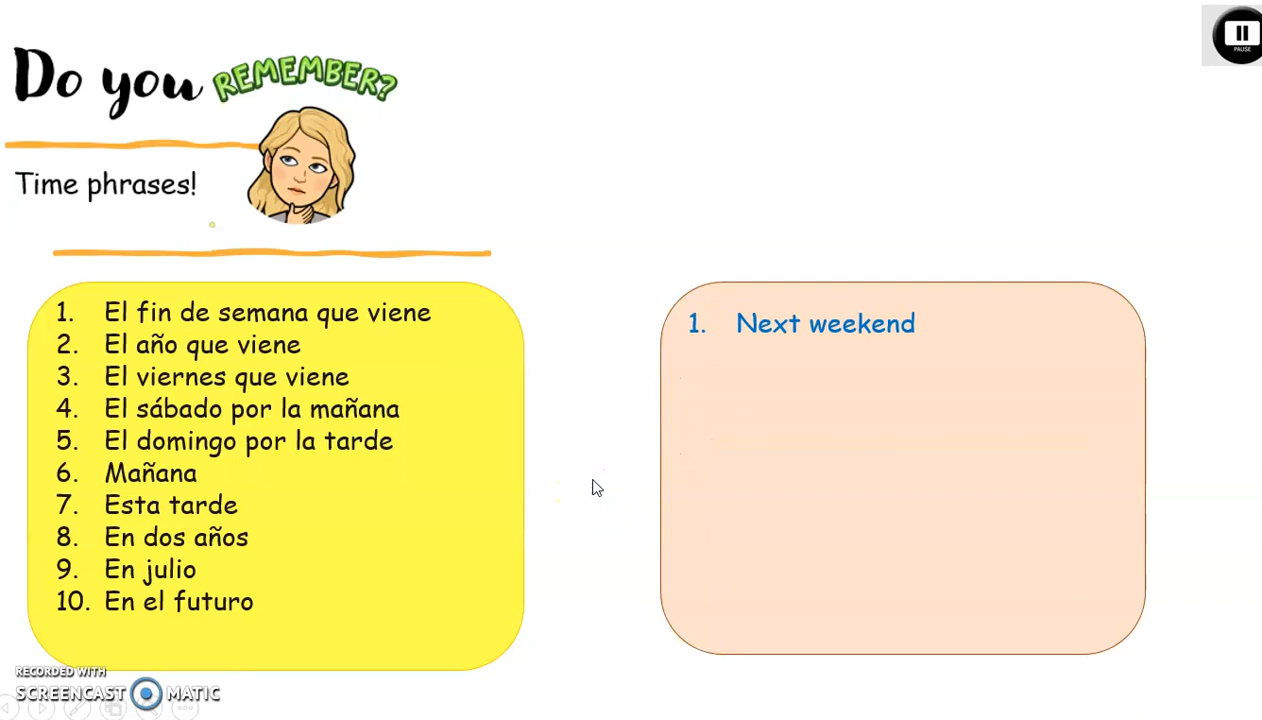 Do you REMEMBER?
PAUSE
Time phrases!
1. El fin de semana que viene
2. El año que viene
3. El viernes que viene
4. El sábado por la mañana
5. El domingo por la tarde
6. Mañana
7. Esta tarde
8. En dos años
9. En julio
10. En el futuro
1. Next weekend
RECORDED WITH
SCREENCAST MATIC